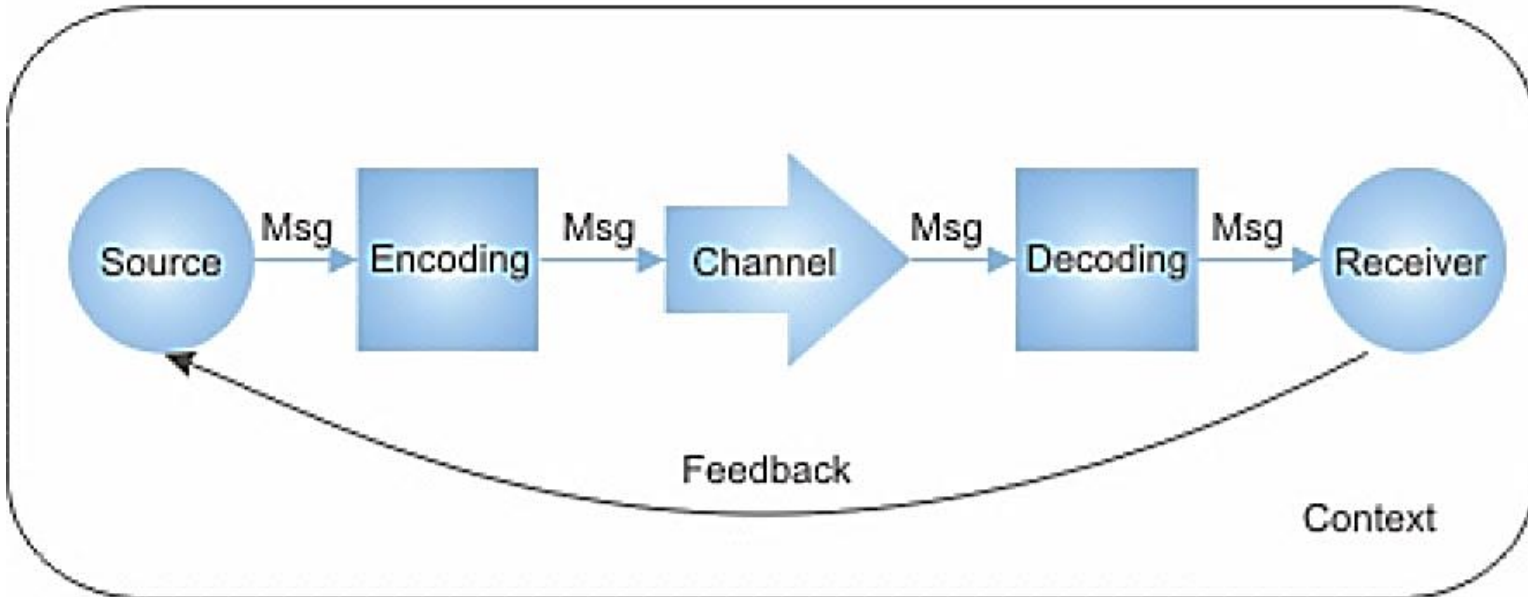 Msg Msg Msg Msg
Source Encoding Channel Decoding Receiver
Feedback
Context